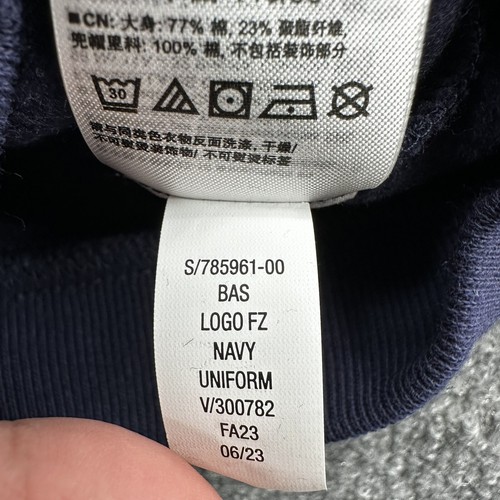 ■CN: 大身: 77% 棉, 23% 聚酯纤维,
兜帽里料: 100% 棉, 不包括装饰部分
30
请与同类色衣物反面洗涤, 干燥/
不可熨烫装饰物/ 不可熨烫标签
S/785961-00
BAS
LOGO FZ
NAVY
UNIFORM
V/300782
FA23
06/23